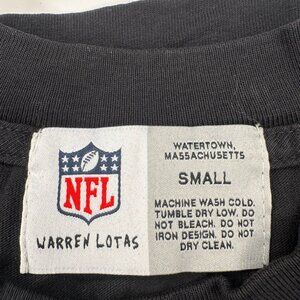 NFL
WARREN LOTAS
WATERTOWN,
MASSACHUSETTS
SMALL
MACHINE WASH COLD.
TUMBLE DRY LOW. DO
NOT BLEACH. DO NOT
IRON DESIGN. DO NOT
DRY CLEAN.